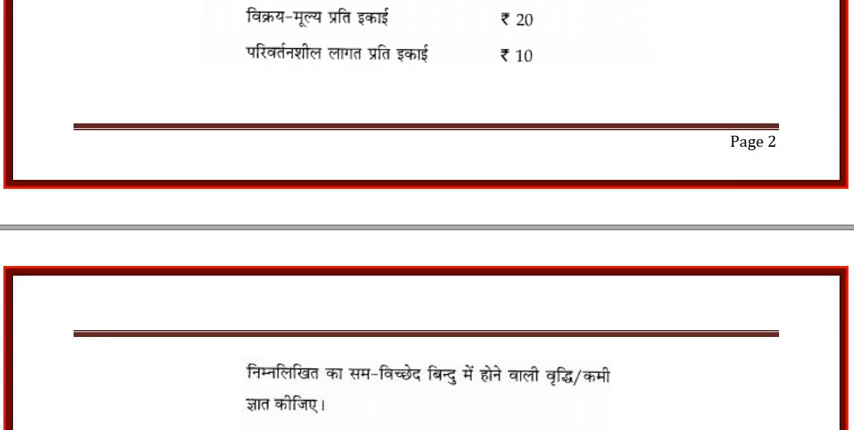 विक्रय-मूल्य प्रति इकाई ₹ 20
परिवर्तनशील लागत प्रति इकाई ₹ 10
Page 2
निम्नलिखित का सम-विच्छेद बिन्दु में होने वाली वृद्धि/कमी
ज्ञात कीजिए।